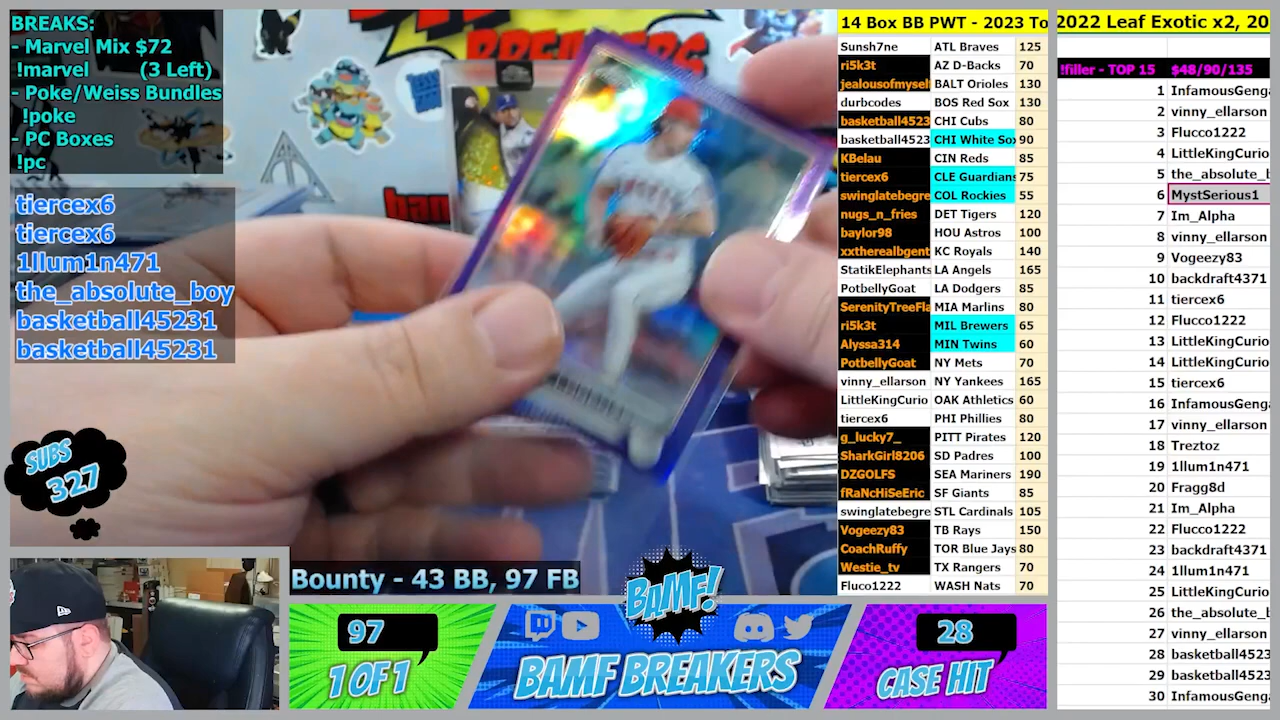 BREAKS:
- Marvel Mix $72
!marvel (3 Left)
- Poke/Weiss Bundles
!poke
- PC Boxes
!pc
tiercex6
tiercex6
1llum1n471
the_absolute_boy
basketball45231
basketball45231
SUBS
327
Bounty - 43 BB, 97 FB
97
1 OF 1
BAMF!
BAMF BREAKERS
28
CASE HIT
BREAKERS
14 Box BB PWT - 2023 To
Sunsh7ne ATL Braves 125
ri5k3t AZ D-Backs 70
jealousofmysel BALT Orioles 130
durbcodes BOS Red Sox 130
basketball4523 CHI Cubs 80
basketball4523 CHI White Sox 90
KBelau CIN Reds 85
tiercex6 CLE Guardians 75
swinglatebegre COL Rockies 55
nugs_n_fries DET Tigers 120
baylor98 HOU Astros 100
xxtherealbgent KC Royals 140
StatikElephants LA Angels 165
PotbellyGoat LA Dodgers 85
SerenityTreeFla MIA Marlins 80
ri5k3t MIL Brewers 65
Alyssa314 MIN Twins 60
PotbellyGoat NY Mets 70
vinny_ellarson NY Yankees 165
LittleKingCurio OAK Athletics 60
tiercex6 PHI Phillies 80
g_lucky7_ PITT Pirates 120
SharkGirl8206 SD Padres 100
DZGOLFS SEA Mariners 190
fRaNcHiSeEric SF Giants 85
swinglatebegre STL Cardinals 105
Vogeezy83 TB Rays 150
CoachRuffy TOR Blue Jays 80
Westie_tv TX Rangers 70
Fluco1222 WASH Nats 70
2022 Leaf Exotic x2, 20
!filler - TOP 15 $48/90/135
1 InfamousGenga
2 vinny_ellarson
3 Flucco1222
4 LittleKingCurio
5 the_absolute_b
6 MystSerious1
7 Im_Alpha
8 vinny_ellarson
9 Vogeezy83
10 backdraft4371
11 tiercex6
12 Flucco1222
13 LittleKingCurio
14 LittleKingCurio
15 tiercex6
16 InfamousGenga
17 vinny_ellarson
18 Treztoz
19 1llum1n471
20 Fragg8d
21 Im_Alpha
22 Flucco1222
23 backdraft4371
24 1llum1n471
25 LittleKingCurio
26 the_absolute_b
27 vinny_ellarson
28 basketball4523
29 basketball4523
30 InfamousGenga